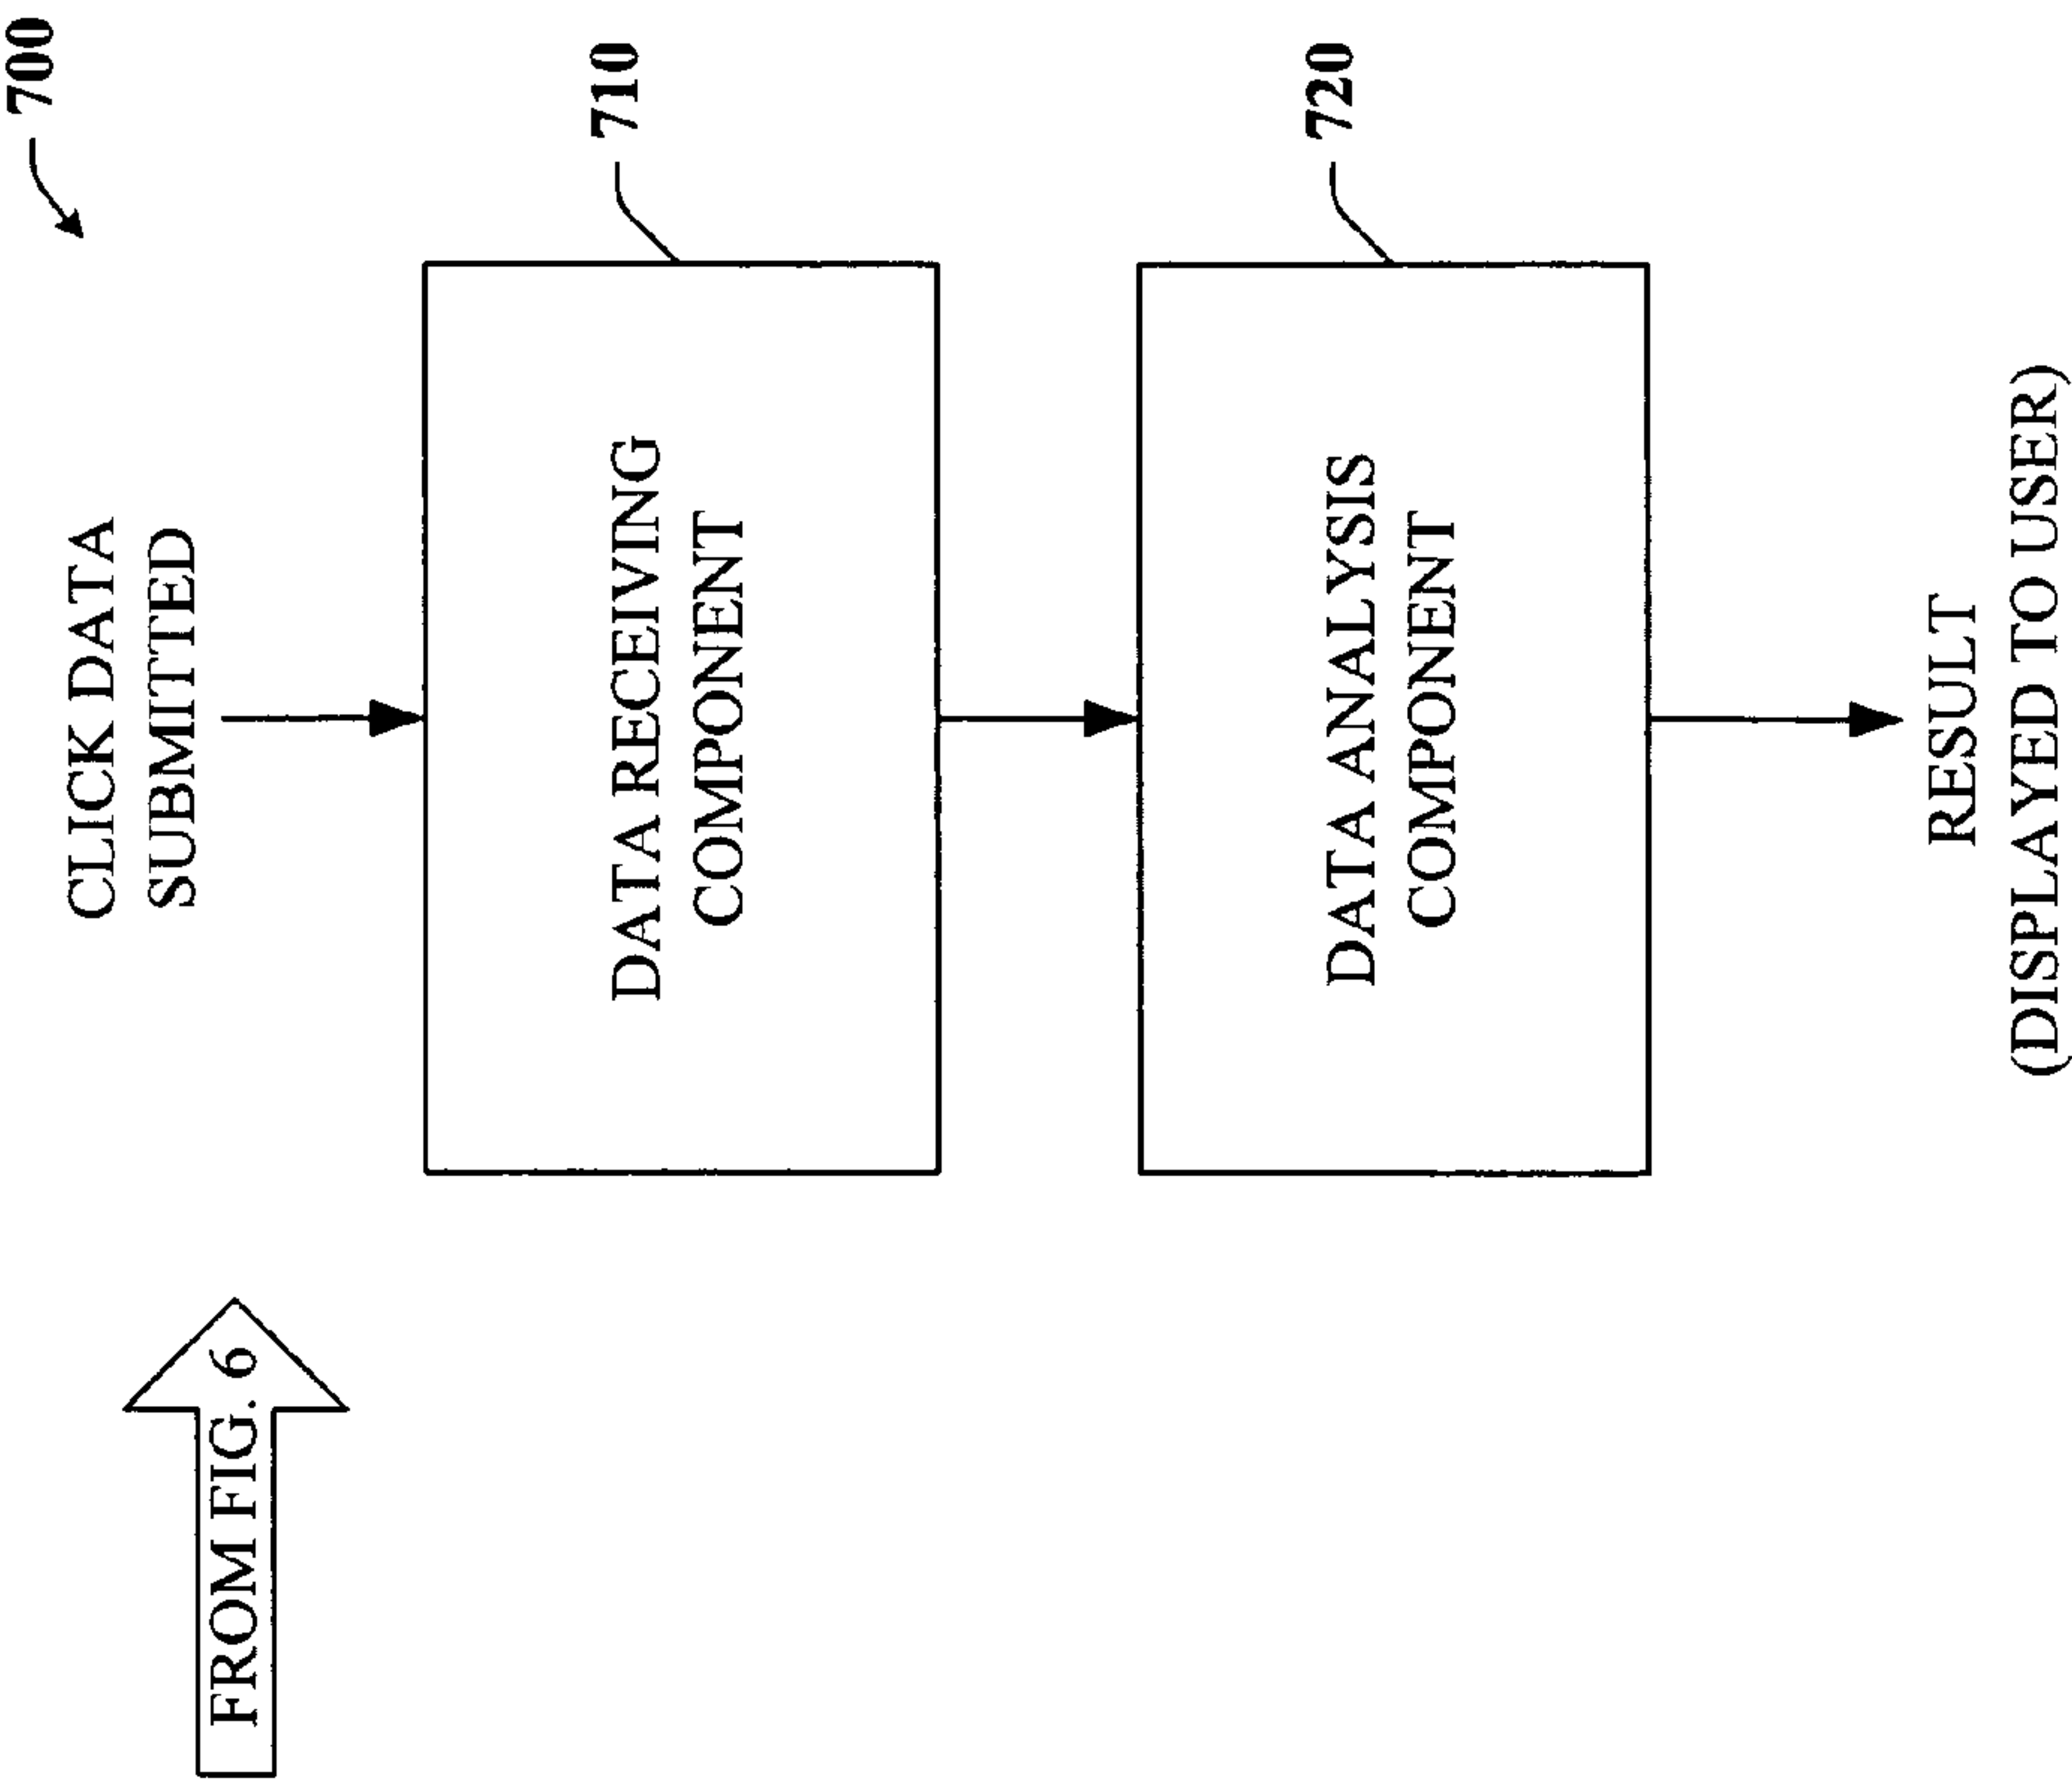 700
FROM FIG. 6
CLICK DATA
SUBMITTED
710
DATA RECEIVING
COMPONENT
720
DATA ANALYSIS
COMPONENT
RESULT
(DISPLAYED TO USER)